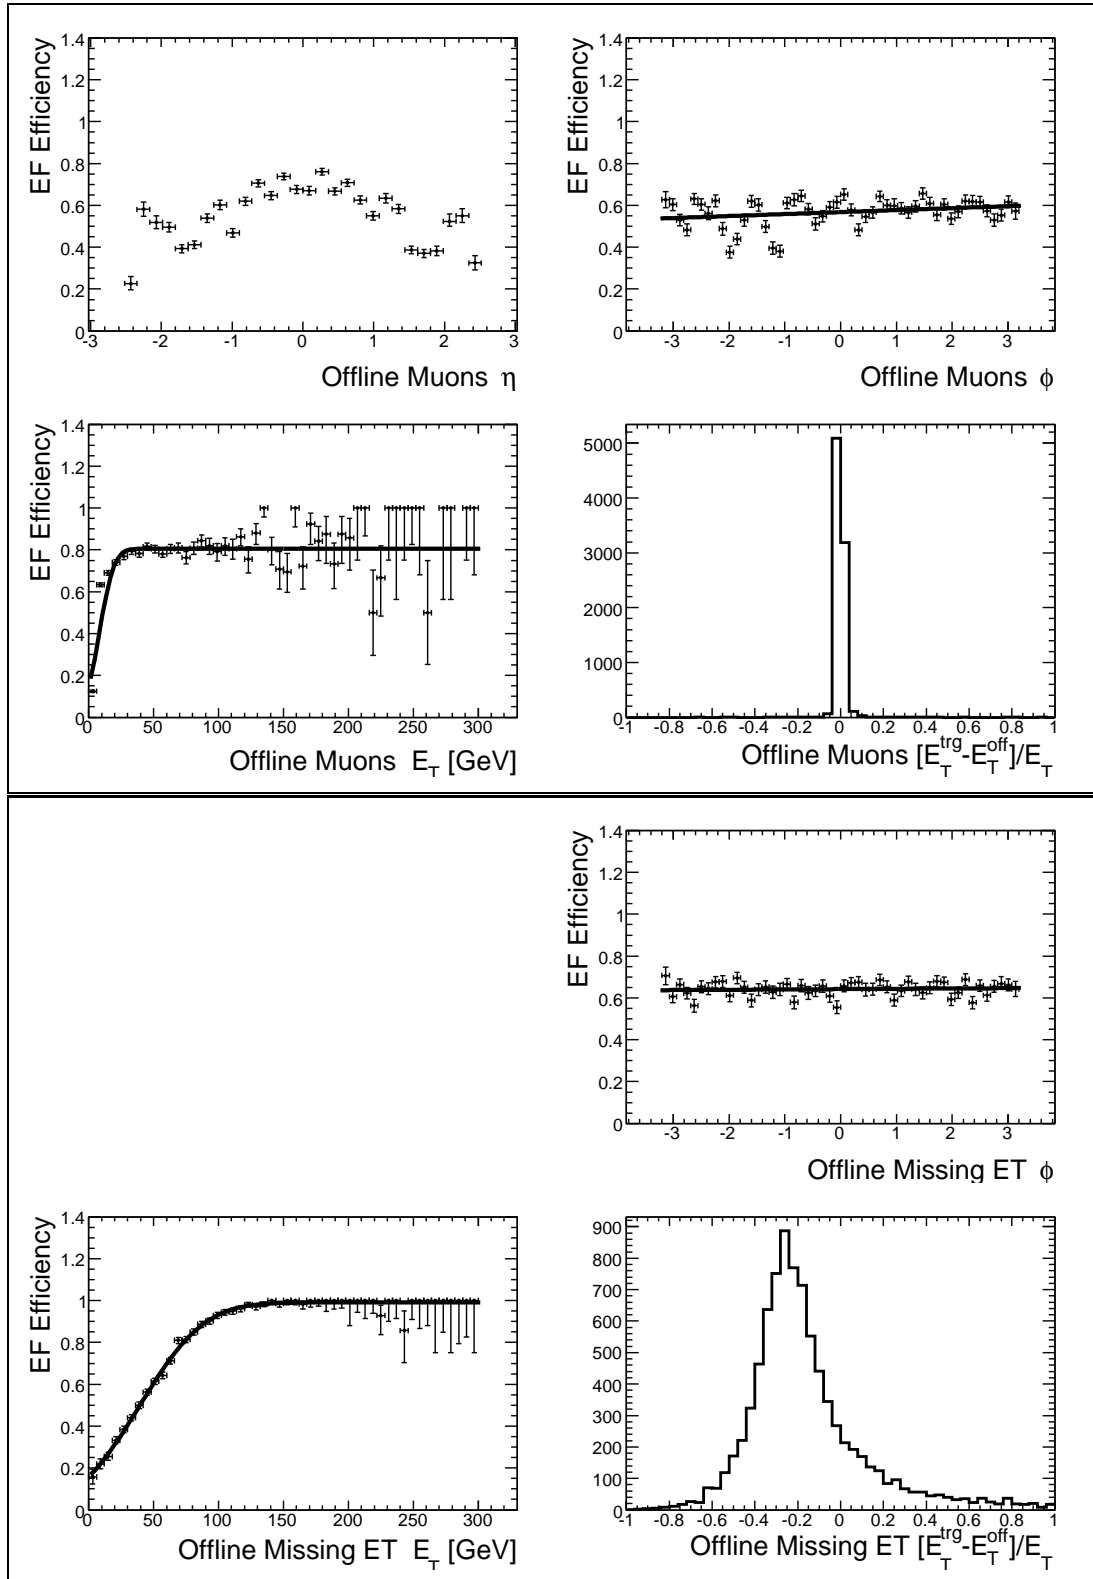 EF Efficiency
1.4
1.2
1
0.8
0.6
0.4
0.2
0
-3 -2 -1 0 1 2 3
Offline Muons η
EF Efficiency
1.4
1.2
1
0.8
0.6
0.4
0.2
0
-3 -2 -1 0 1 2 3
Offline Muons ϕ
EF Efficiency
1.4
1.2
1
0.8
0.6
0.4
0.2
0
0 50 100 150 200 250 300
Offline Muons E_T [GeV]
5000
4000
3000
2000
1000
0
-1 -0.8 -0.6 -0.4 -0.2 0 0.2 0.4 0.6 0.8 1
Offline Muons [E_T^trg-E_T^off]/E_T
EF Efficiency
1.4
1.2
1
0.8
0.6
0.4
0.2
0
-3 -2 -1 0 1 2 3
Offline Missing ET ϕ
EF Efficiency
1.4
1.2
1
0.8
0.6
0.4
0.2
0
0 50 100 150 200 250 300
Offline Missing ET E_T [GeV]
900
800
700
600
500
400
300
200
100
0
-1 -0.8 -0.6 -0.4 -0.2 0 0.2 0.4 0.6 0.8 1
Offline Missing ET [E_T^trg-E_T^off]/E_T